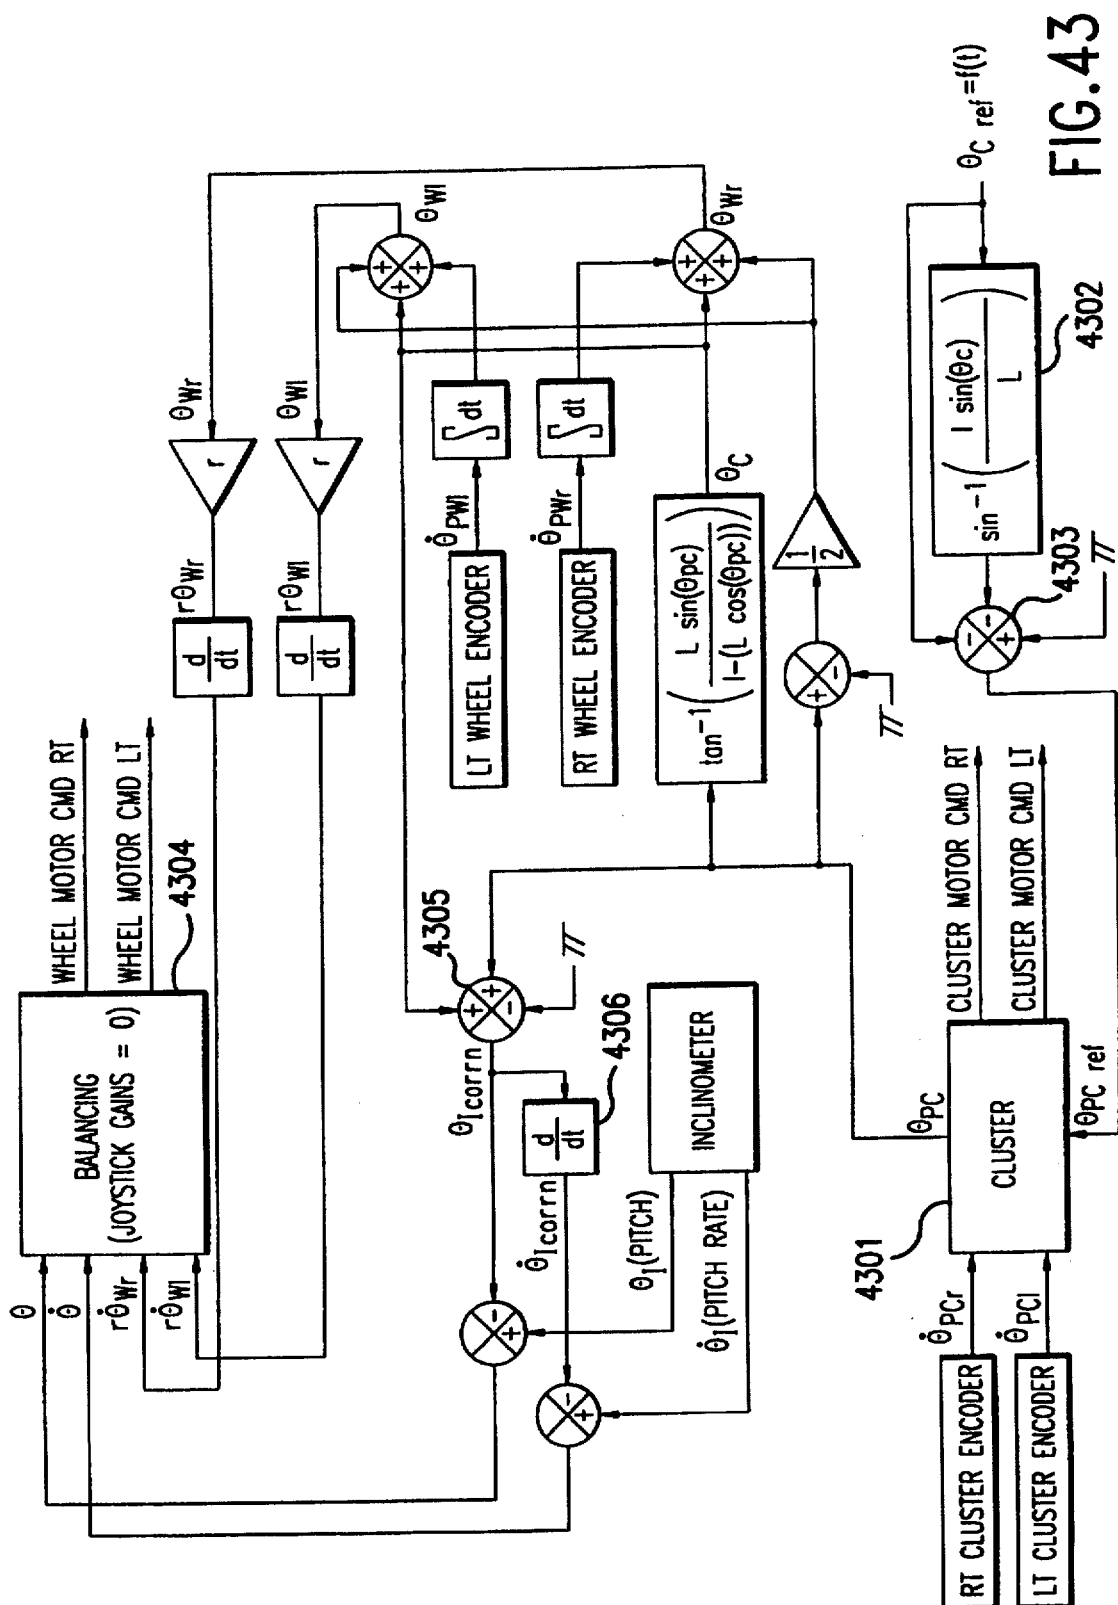 WHEEL MOTOR CMD RT
WHEEL MOTOR CMD LT
4304
BALANCING
(JOYSTICK GAINS = 0)
θ
θ̇
rθ̇Wr
rθ̇Wl
d
dt
rθWr
r
θWr
d
dt
rθWl
r
θWl
θWl
+
+
+
θWr
+
+
+
LT WHEEL ENCODER
θ̇PWl
∫dt
RT WHEEL ENCODER
θ̇PWr
∫dt
tan⁻¹(L sin(θpc)
l-(L cos(θpc)))
θC
+
-
π
1
2
4305
+
+
-
π
θIcorrn
d
dt
4306
θ̇Icorrn
INCLINOMETER
θI(PITCH)
θ̇I(PITCH RATE)
-
+
-
+
RT CLUSTER ENCODER
θ̇PCr
LT CLUSTER ENCODER
θ̇PCl
4301
CLUSTER
θPC
θPC ref
CLUSTER MOTOR CMD RT
CLUSTER MOTOR CMD LT
-
-
+
4303
π
sin⁻¹(l sin(θc)
L)
4302
θC ref=f(t)
FIG.43